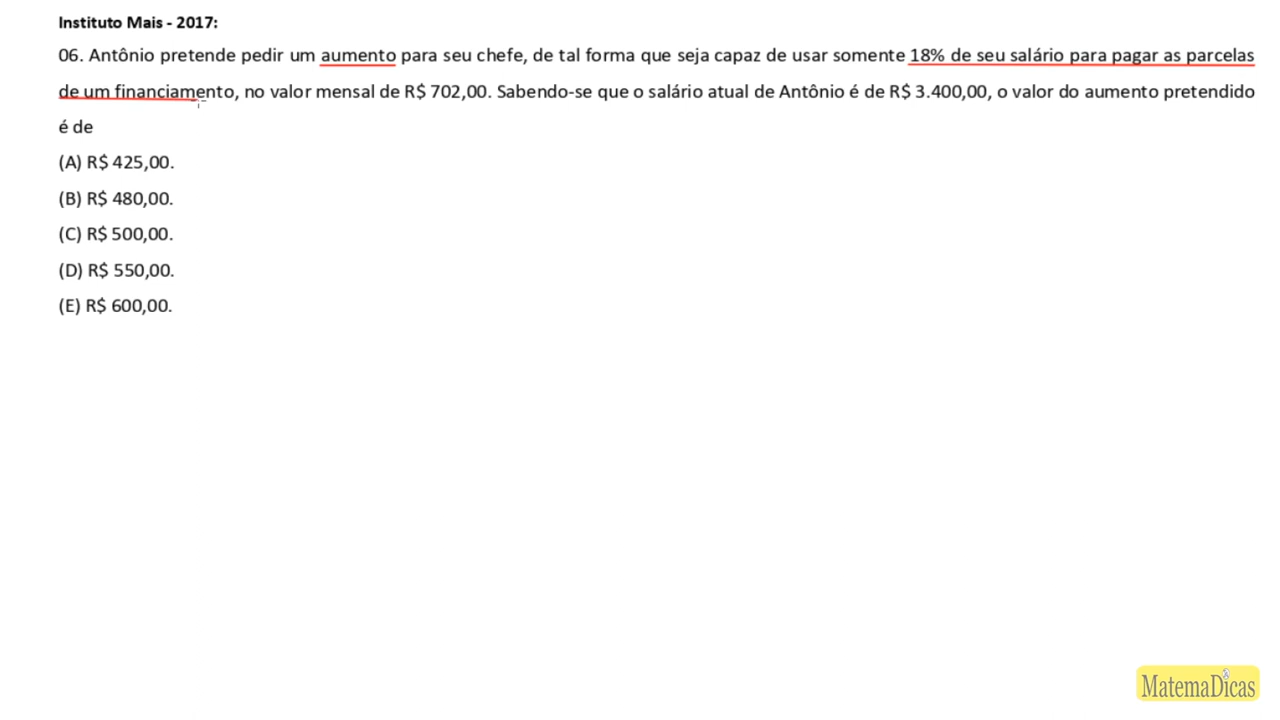 Instituto Mais - 2017:
06. Antônio pretende pedir um aumento para seu chefe, de tal forma que seja capaz de usar somente 18% de seu salário para pagar as parcelas
de um financiamento, no valor mensal de R$ 702,00. Sabendo-se que o salário atual de Antônio é de R$ 3.400,00, o valor do aumento pretendido
é de
(A) R$ 425,00.
(B) R$ 480,00.
(C) R$ 500,00.
(D) R$ 550,00.
(E) R$ 600,00.
MatemaDicas